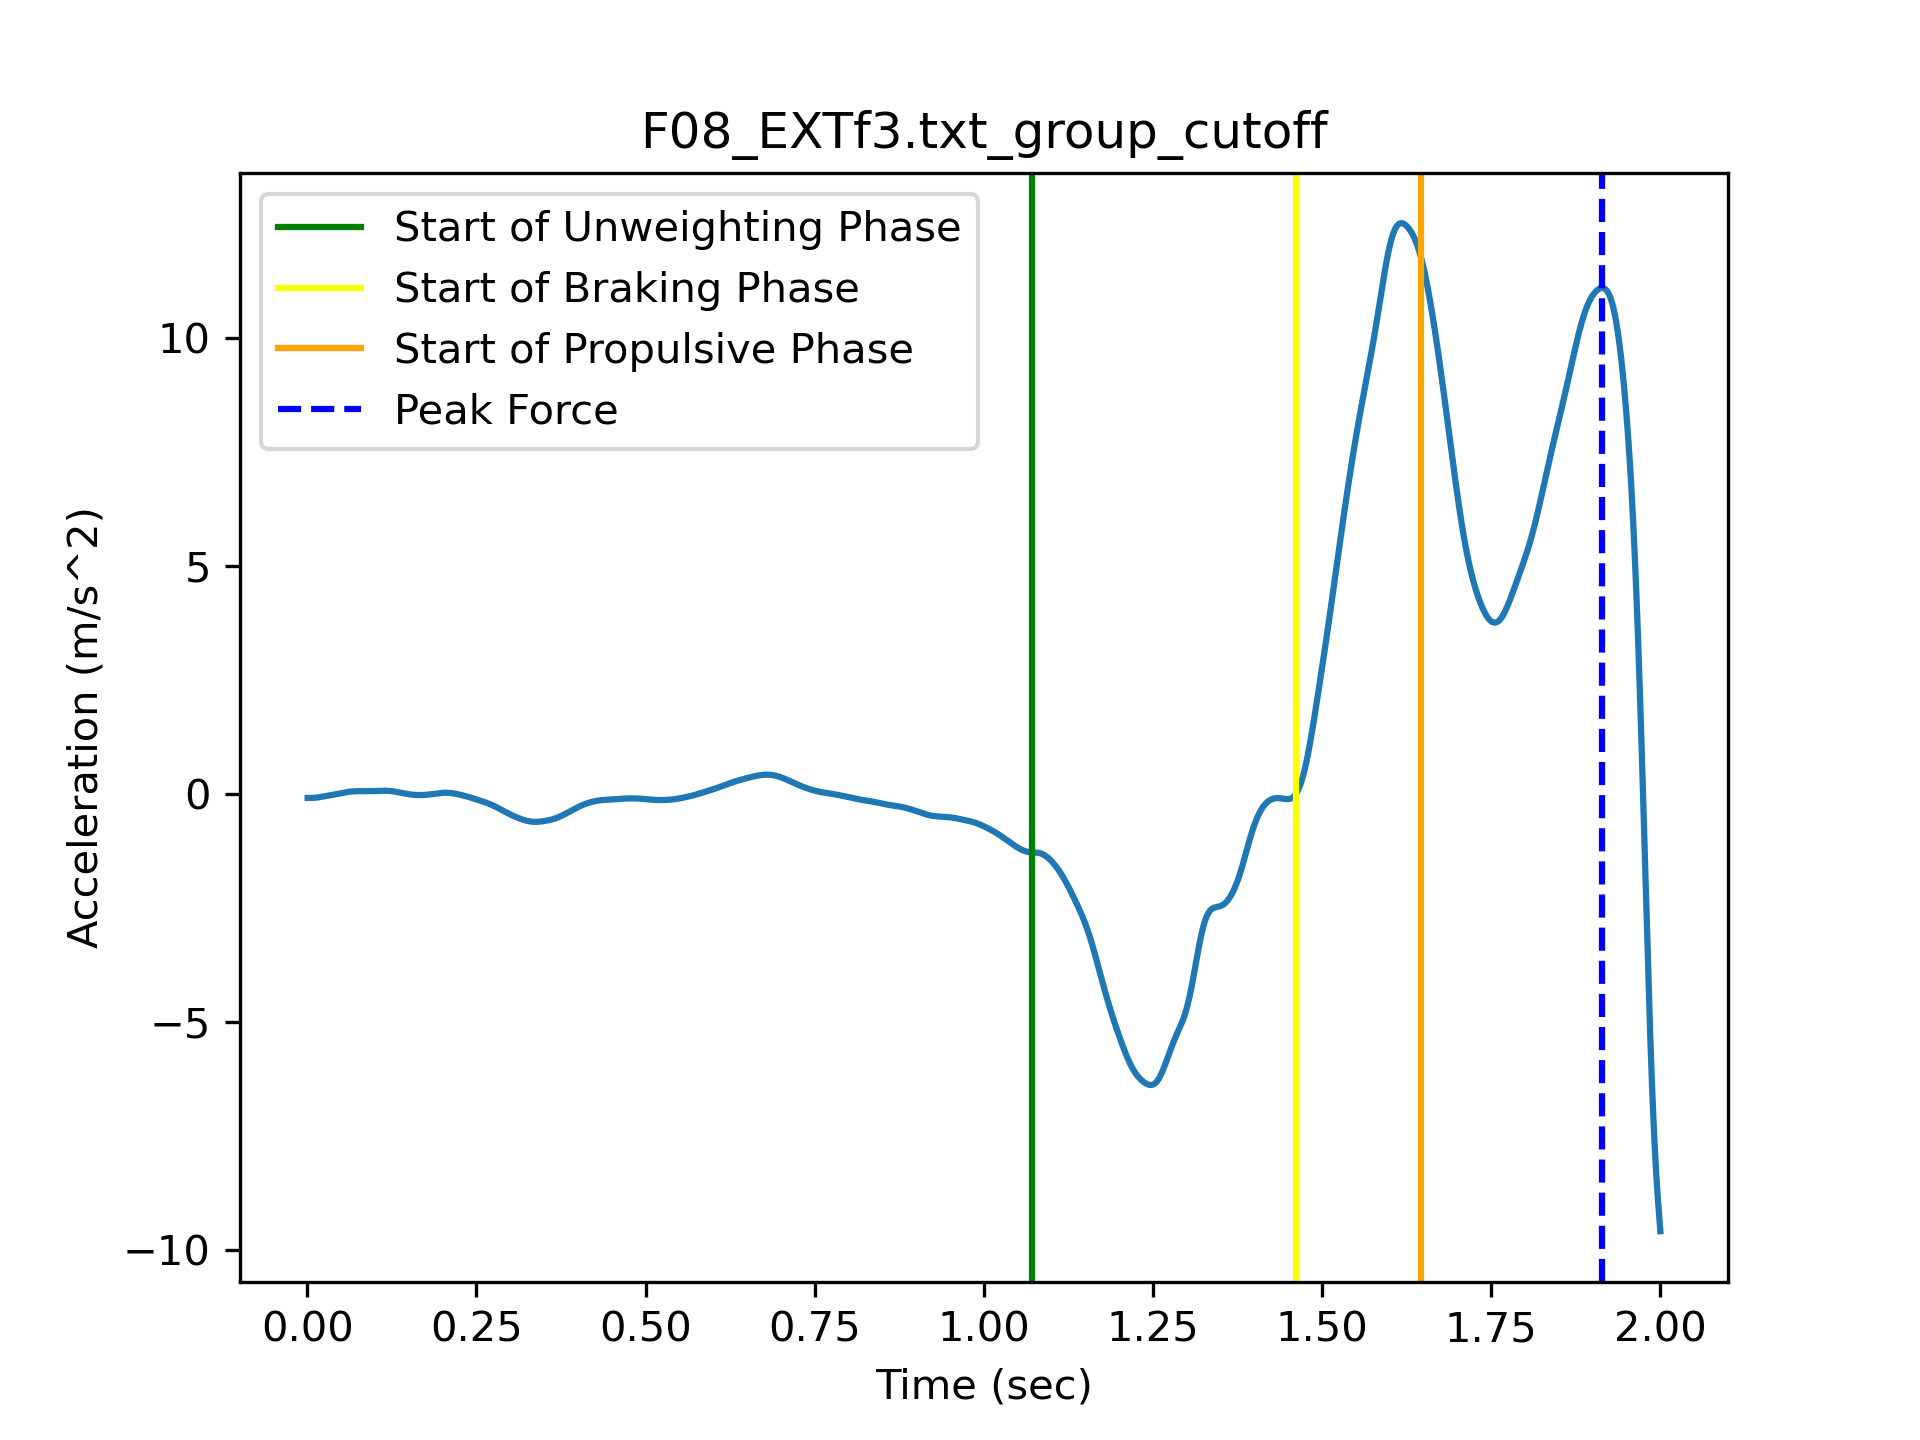 F08_EXTf3.txt_group_cutoff
Start of Unweighting Phase
Start of Braking Phase
Start of Propulsive Phase
Peak Force
Acceleration (m/s^2)
10
5
0
−5
−10
0.00 0.25 0.50 0.75 1.00 1.25 1.50 1.75 2.00
Time (sec)